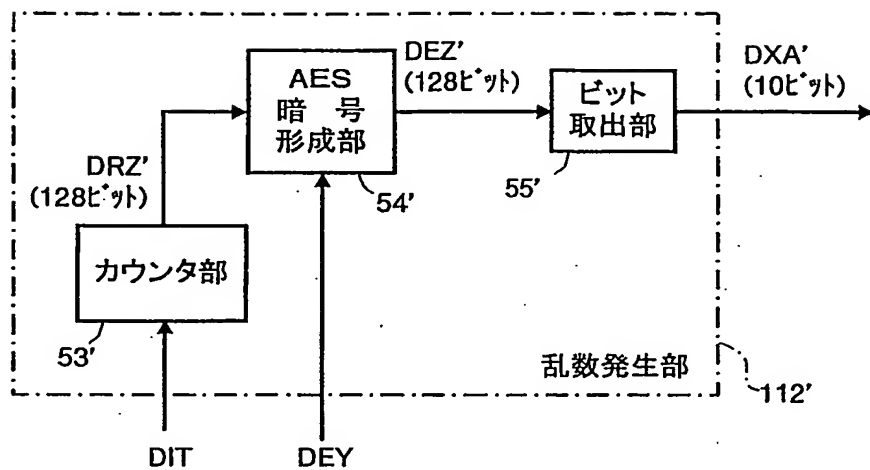 AES
暗 号
形成部
DEZ'
(128ビット)
ビット
取出部
DXA'
(10ビット)
DRZ'
(128ビット)
54'
55'
カウンタ部
53'
乱数発生部
112'
DIT
DEY